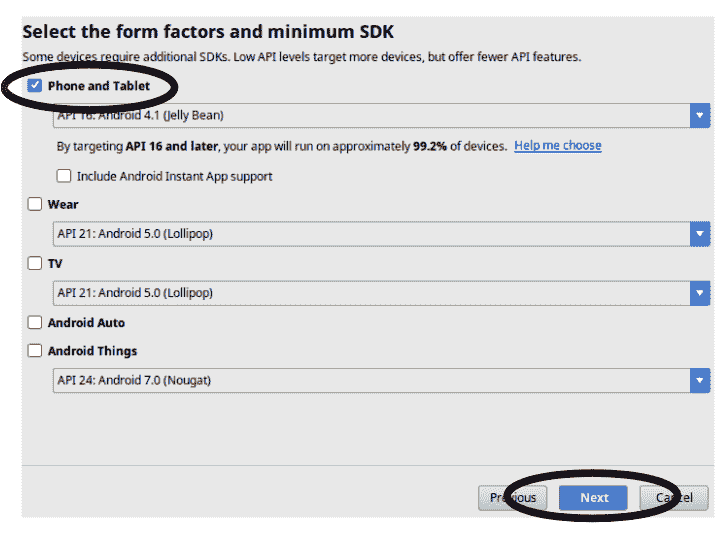 Select the form factors and minimum SDK
Some devices require additional SDKs. Low API levels target more devices, but offer fewer API features.
Phone and Tablet
API 16: Android 4.1 (Jelly Bean)
By targeting API 16 and later, your app will run on approximately 99.2% of devices. Help me choose
Include Android Instant App support
Wear
API 21: Android 5.0 (Lollipop)
TV
API 21: Android 5.0 (Lollipop)
Android Auto
Android Things
API 24: Android 7.0 (Nougat)
Previous Next Cancel